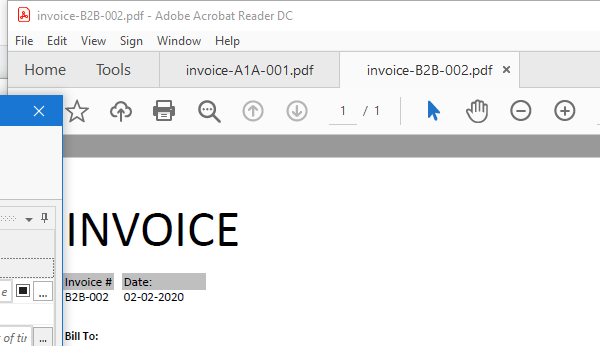 invoice-B2B-002.pdf - Adobe Acrobat Reader DC
File Edit View Sign Window Help
Home Tools invoice-A1A-001.pdf invoice-B2B-002.pdf ×
1 / 1
INVOICE
Invoice # Date:
B2B-002 02-02-2020
e ...
Bill To:
of ...